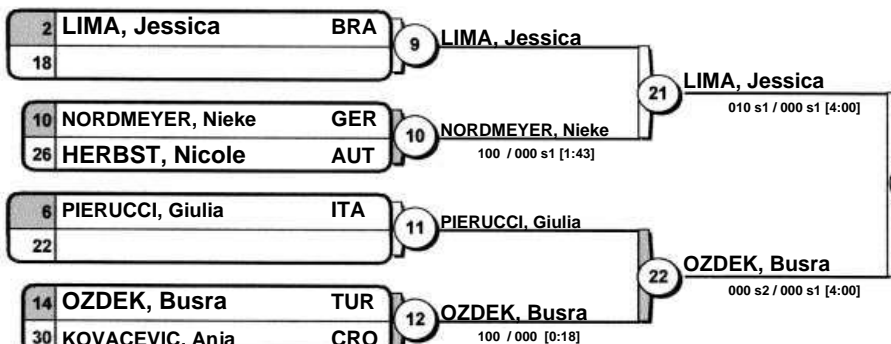 2 LIMA, Jessica BRA
18
9 LIMA, Jessica
10 NORDMEYER, Nieke GER
26 HERBST, Nicole AUT
10 NORDMEYER, Nieke
100 / 000 s1 [1:43]
21 LIMA, Jessica
010 s1 / 000 s1 [4:00]
6 PIERUCCI, Giulia ITA
22
11 PIERUCCI, Giulia
14 OZDEK, Busra TUR
30 KOVACEVIC, Anja CRO
12 OZDEK, Busra
100 / 000 [0:18]
22 OZDEK, Busra
000 s2 / 000 s1 [4:00]